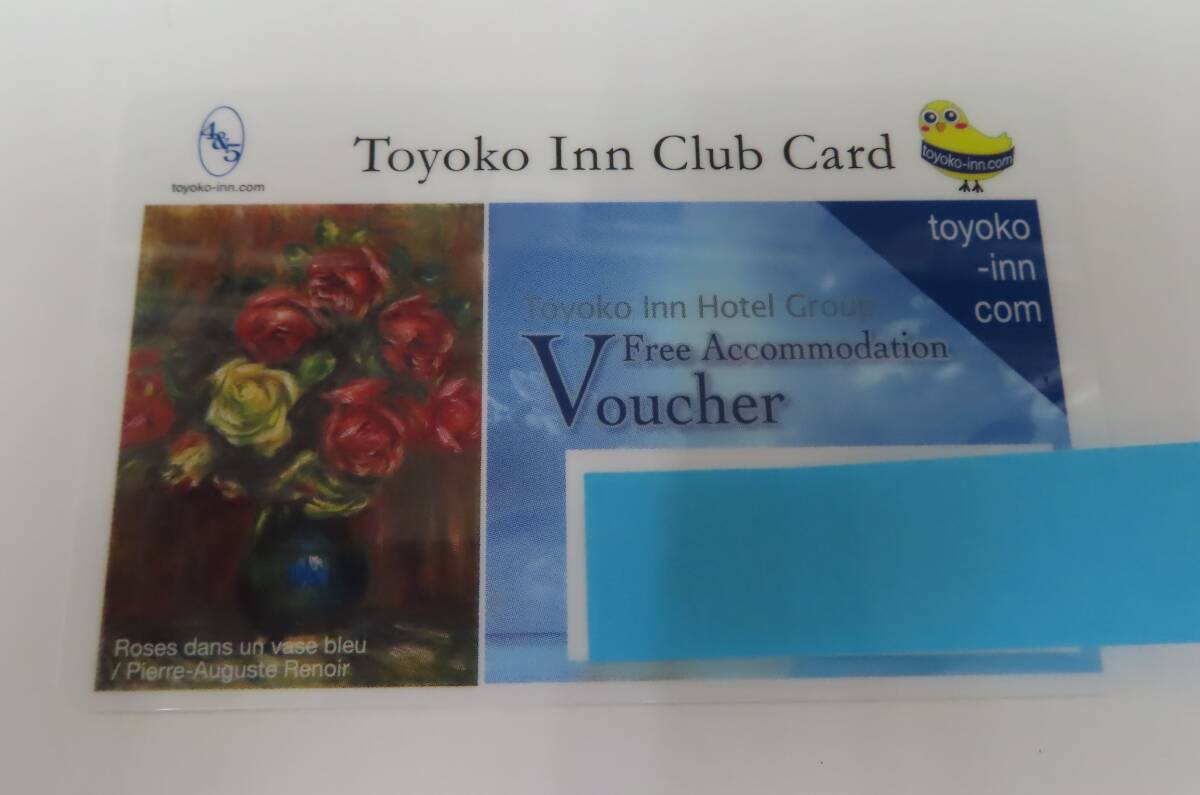 4&5
toyoko-inn.com
Toyoko Inn Club Card
toyoko-inn.com
toyoko
-inn
com
Toyoko Inn Hotel Group
Free Accommodation
Voucher
Roses dans un vase bleu
/ Pierre-Auguste Renoir